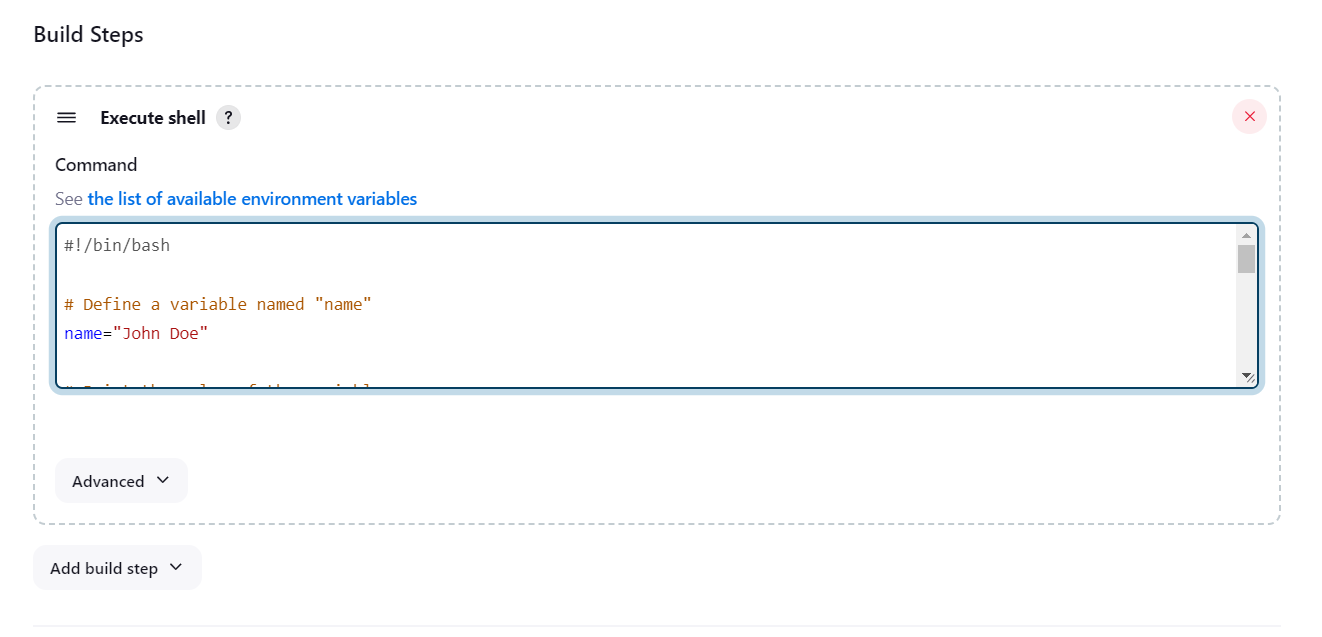 Build Steps
Execute shell ?
Command
See the list of available environment variables
#!/bin/bash
# Define a variable named "name"
name="John Doe"
Advanced
Add build step